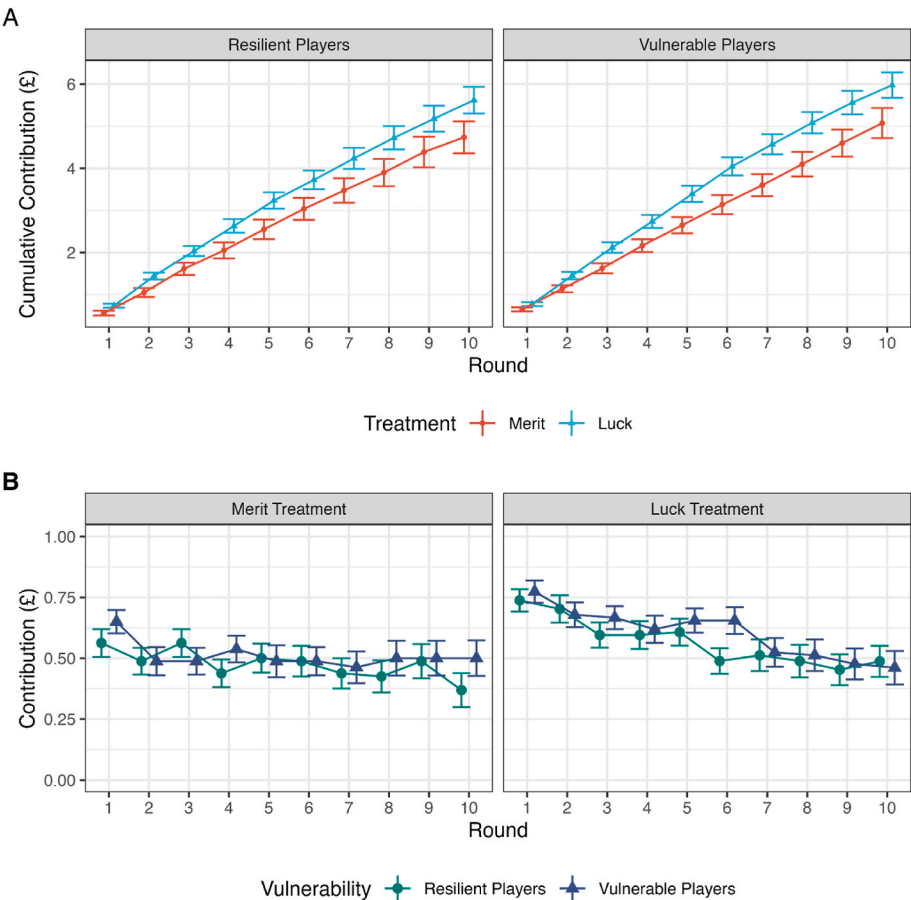 A
Resilient Players
Vulnerable Players
Cumulative Contribution (£)
6
4
2
1 2 3 4 5 6 7 8 9 10
1 2 3 4 5 6 7 8 9 10
Round
Treatment Merit Luck
B
Merit Treatment
Luck Treatment
Contribution (£)
1.00
0.75
0.50
0.25
0.00
1 2 3 4 5 6 7 8 9 10
1 2 3 4 5 6 7 8 9 10
Round
Vulnerability Resilient Players Vulnerable Players